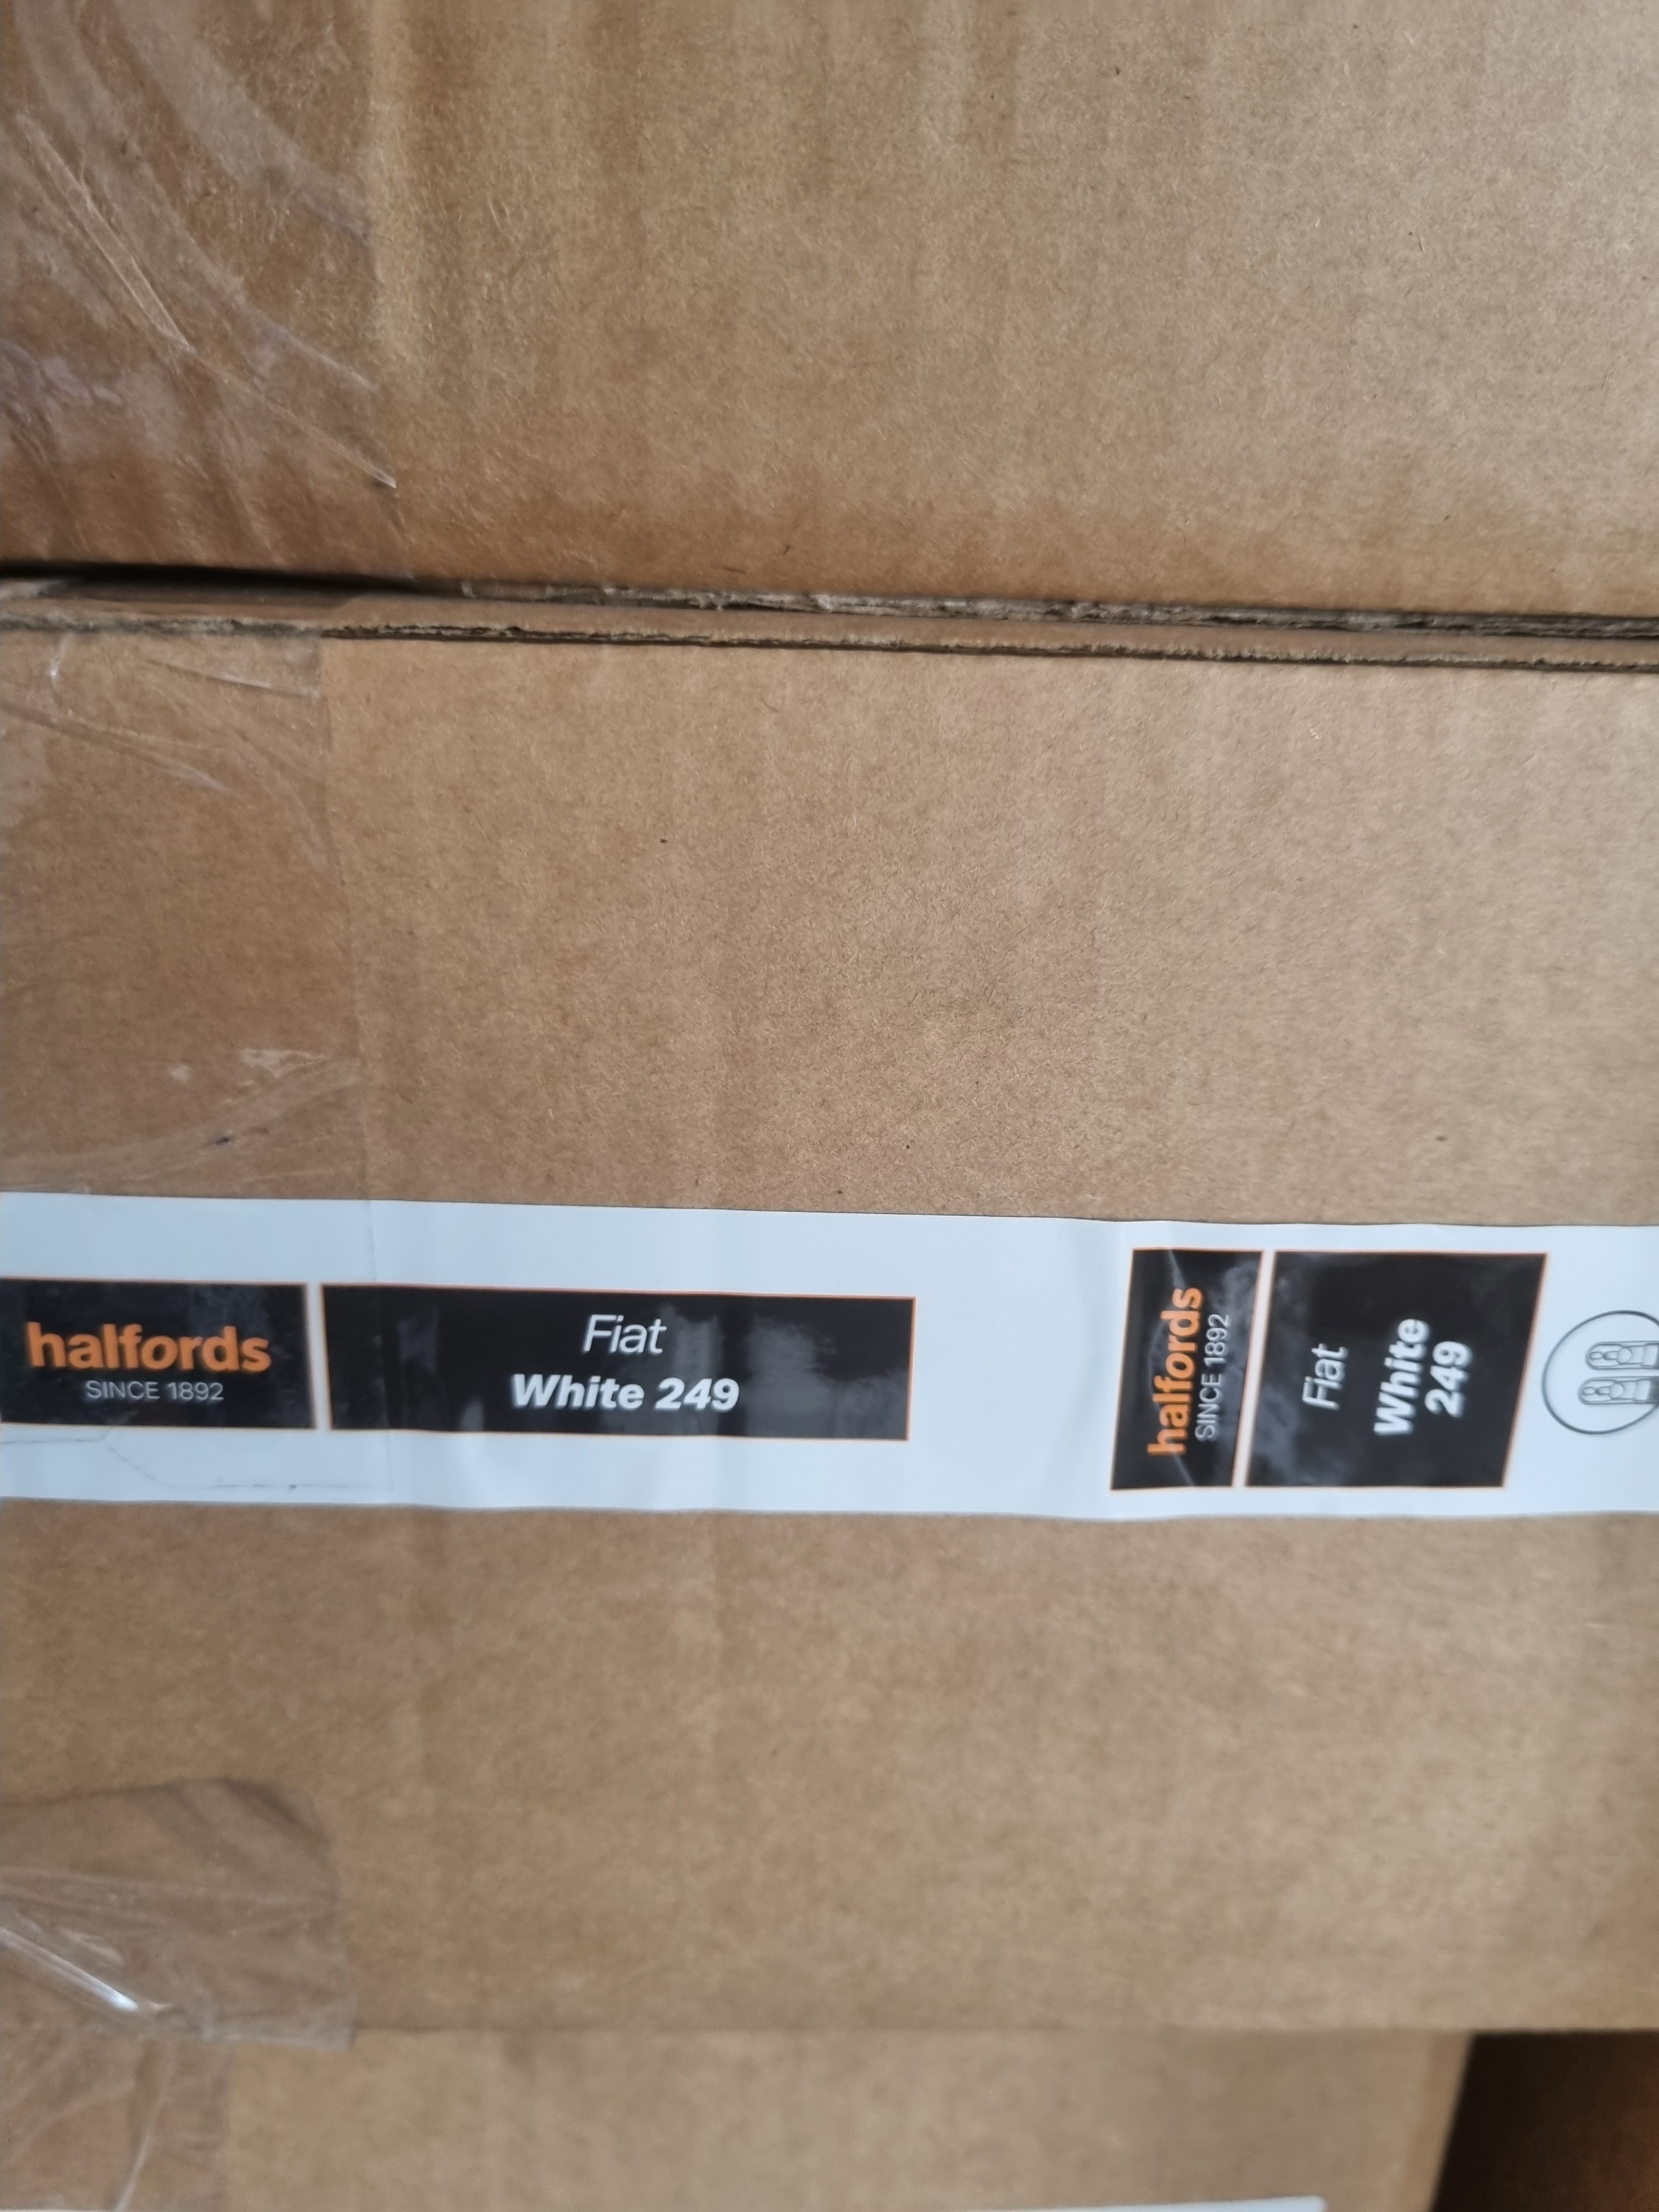 halfords
SINCE 1892
Fiat
White 249
halfords
SINCE 1892
Fiat
White
249